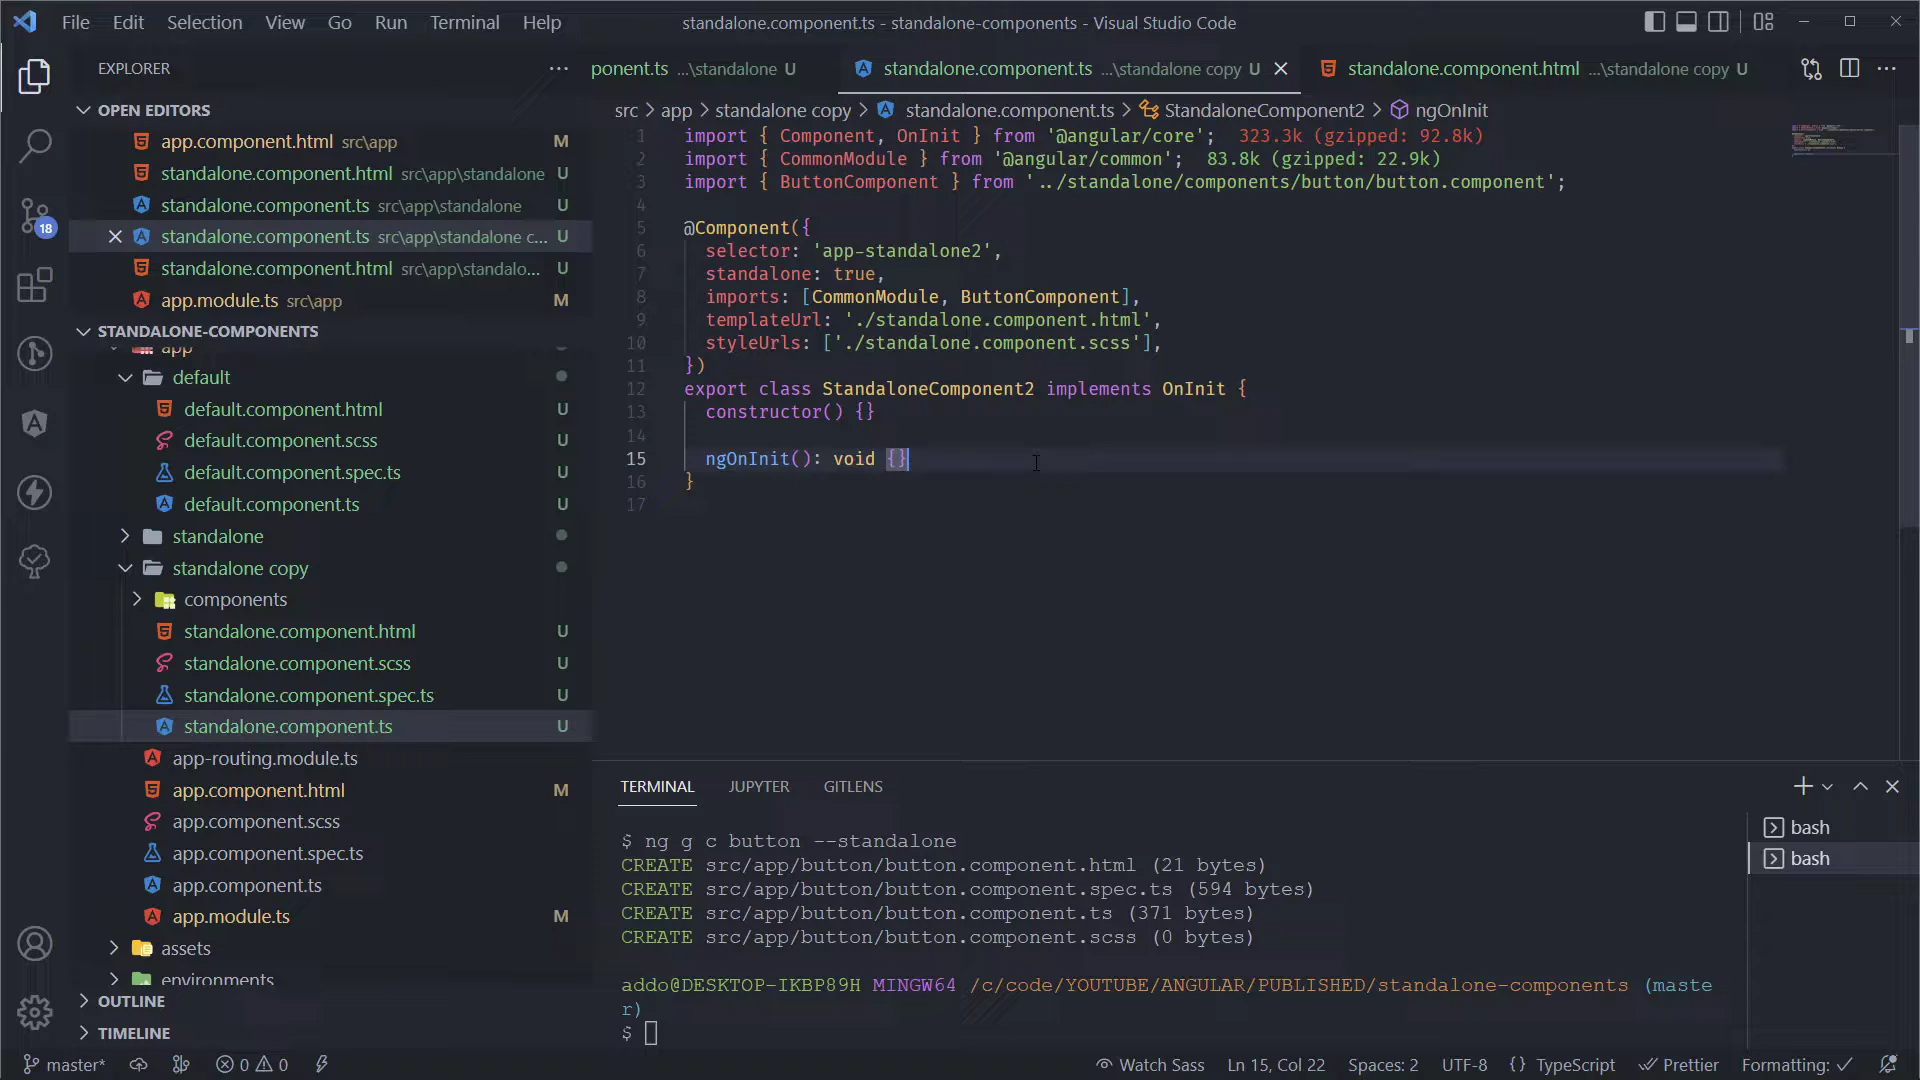 File Edit Selection View Go Run Terminal Help
standalone.component.ts - standalone-components - Visual Studio Code
EXPLORER
OPEN EDITORS
app.component.html src\app M
standalone.component.html src\app\standalone U
standalone.component.ts src\app\standalone U
standalone.component.ts src\app\standalone c... U
standalone.component.html src\app\standalo... U
app.module.ts src\app M
STANDALONE-COMPONENTS
app
default
default.component.html U
default.component.scss U
default.component.spec.ts U
default.component.ts U
standalone
standalone copy
components
standalone.component.html U
standalone.component.scss U
standalone.component.spec.ts U
standalone.component.ts U
app-routing.module.ts
app.component.html M
app.component.scss
app.component.spec.ts
app.component.ts
app.module.ts M
assets
environments
OUTLINE
TIMELINE
18
ponent.ts ...\standalone U
standalone.component.ts ...\standalone copy U
standalone.component.html ...\standalone copy U
src > app > standalone copy > standalone.component.ts > StandaloneComponent2 > ngOnInit
1 import { Component, OnInit } from '@angular/core'; 323.3k (gzipped: 92.8k)
2 import { CommonModule } from '@angular/common'; 83.8k (gzipped: 22.9k)
3 import { ButtonComponent } from '../standalone/components/button/button.component';
4
5 @Component({
6 selector: 'app-standalone2',
7 standalone: true,
8 imports: [CommonModule, ButtonComponent],
9 templateUrl: './standalone.component.html',
10 styleUrls: ['./standalone.component.scss'],
11 })
12 export class StandaloneComponent2 implements OnInit {
13 constructor() {}
14
15 ngOnInit(): void {}
16 }
17
TERMINAL JUPYTER GITLENS
$ ng g c button --standalone
CREATE src/app/button/button.component.html (21 bytes)
CREATE src/app/button/button.component.spec.ts (594 bytes)
CREATE src/app/button/button.component.ts (371 bytes)
CREATE src/app/button/button.component.scss (0 bytes)
addo@DESKTOP-IKBP89H MINGW64 /c/code/YOUTUBE/ANGULAR/PUBLISHED/standalone-components (maste
r)
$
bash
bash
master* 0 0 Watch Sass Ln 15, Col 22 Spaces: 2 UTF-8 {} TypeScript Prettier Formatting: ✓